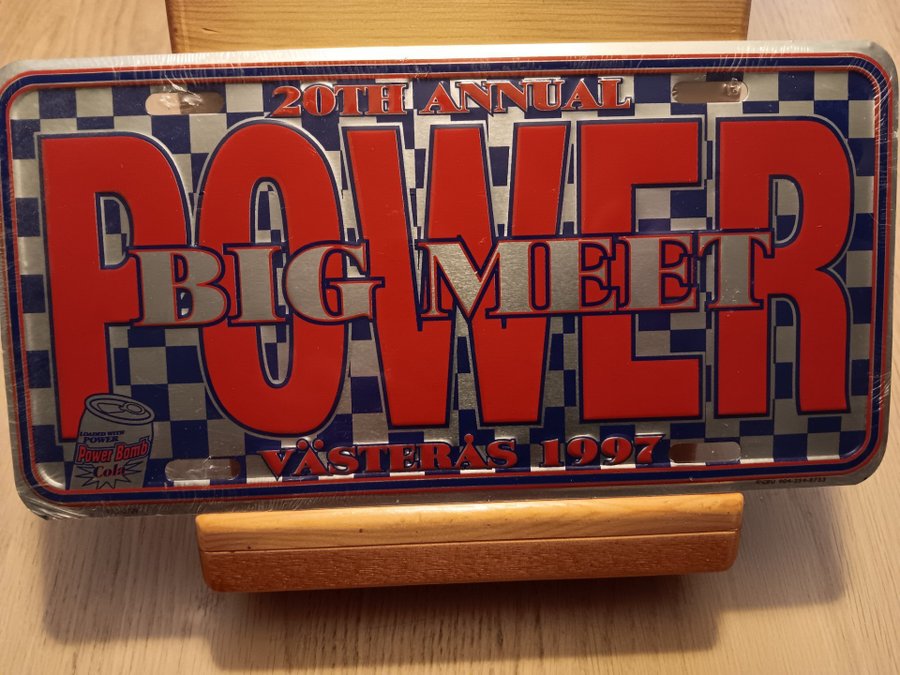 20TH ANNUAL
POWER
BIG MEET
LOADED WITH
POWER
Power Bomb
Cola
VÄSTERÅS 1997